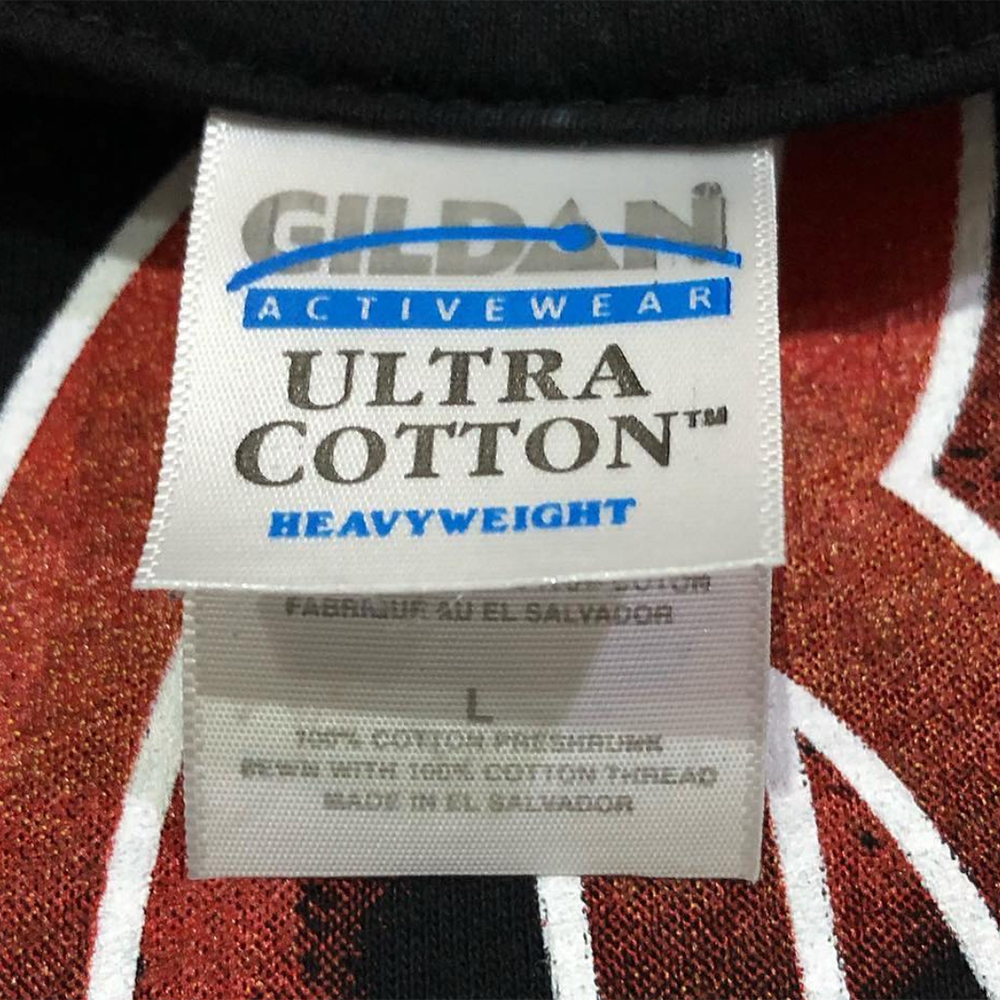 GILDAN®
ACTIVEWEAR
ULTRA
COTTON™
HEAVYWEIGHT
FABRIQUE AU EL SALVADOR
L
100% COTTON PRESHRUNK
SEWN WITH 100% COTTON THREAD
MADE IN EL SALVADOR